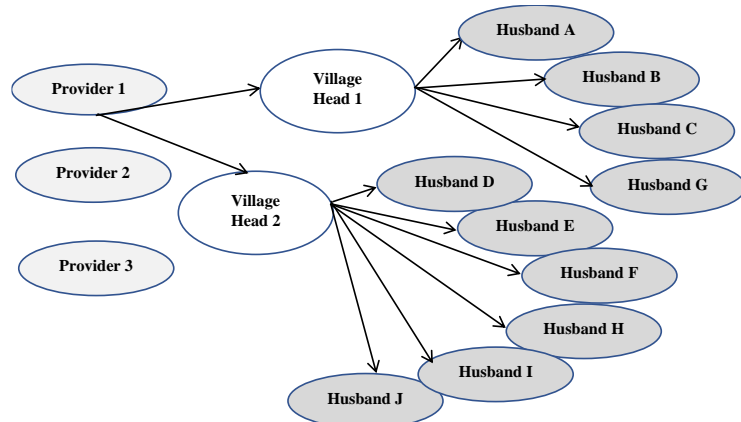 Husband A
Village
Head 1
Husband B
Provider 1
Husband C
Provider 2
Husband D
Husband G
Village
Head 2
Husband E
Provider 3
Husband F
Husband H
Husband I
Husband J